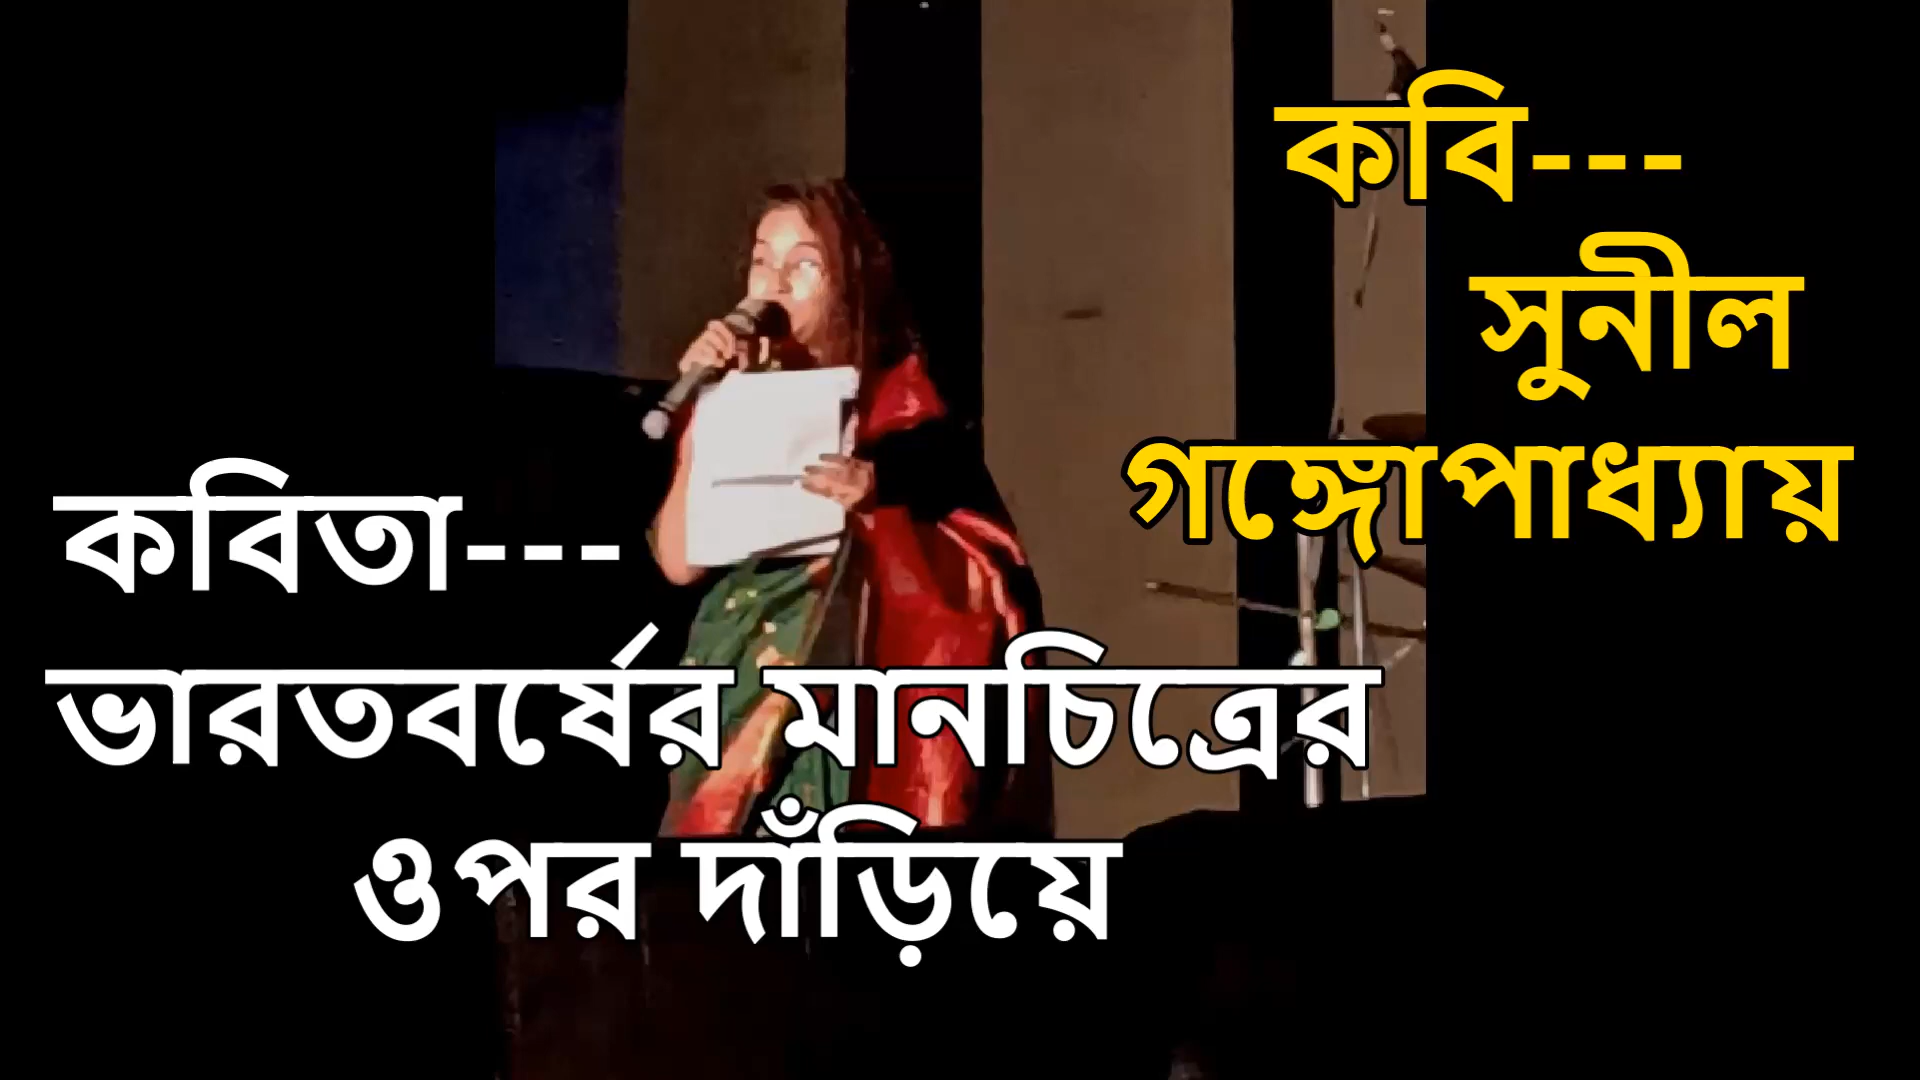 কবি---
সুনীল
গঙ্গোপাধ্যায়
কবিতা---
ভারতবর্ষের মানচিত্রের
ওপর দাঁড়িয়ে